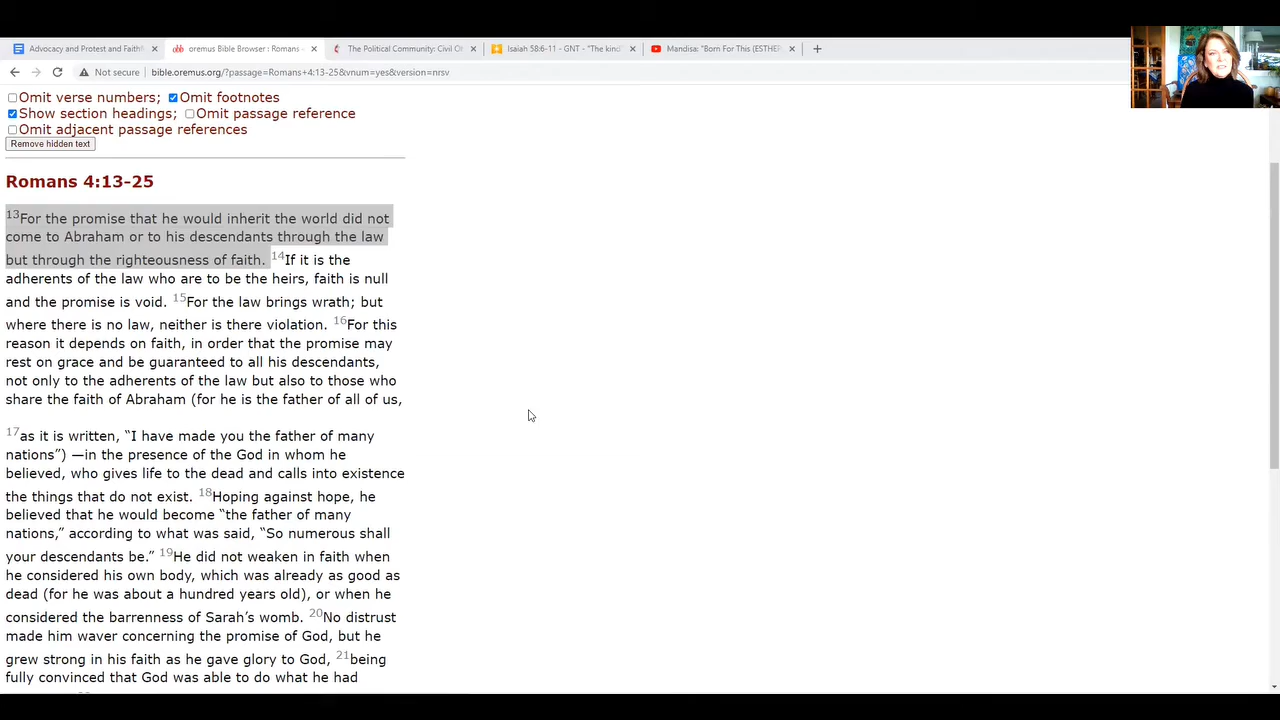 Advocacy and Protest and Faithf
oremus Bible Browser : Romans
The Political Community: Civil O
Isaiah 58:6-11 - GNT - "The kind
Mandisa: "Born For This (ESTHER
Not secure | bible.oremus.org/?passage=Romans+4:13-25&vnum=yes&version=nrsv
Omit verse numbers; Omit footnotes
Show section headings; Omit passage reference
Omit adjacent passage references
Remove hidden text
Romans 4:13-25
13For the promise that he would inherit the world did not
come to Abraham or to his descendants through the law
but through the righteousness of faith. 14If it is the
adherents of the law who are to be the heirs, faith is null
and the promise is void. 15For the law brings wrath; but
where there is no law, neither is there violation. 16For this
reason it depends on faith, in order that the promise may
rest on grace and be guaranteed to all his descendants,
not only to the adherents of the law but also to those who
share the faith of Abraham (for he is the father of all of us,
17as it is written, “I have made you the father of many
nations”) —in the presence of the God in whom he
believed, who gives life to the dead and calls into existence
the things that do not exist. 18Hoping against hope, he
believed that he would become “the father of many
nations,” according to what was said, “So numerous shall
your descendants be.” 19He did not weaken in faith when
he considered his own body, which was already as good as
dead (for he was about a hundred years old), or when he
considered the barrenness of Sarah’s womb. 20No distrust
made him waver concerning the promise of God, but he
grew strong in his faith as he gave glory to God, 21being
fully convinced that God was able to do what he had